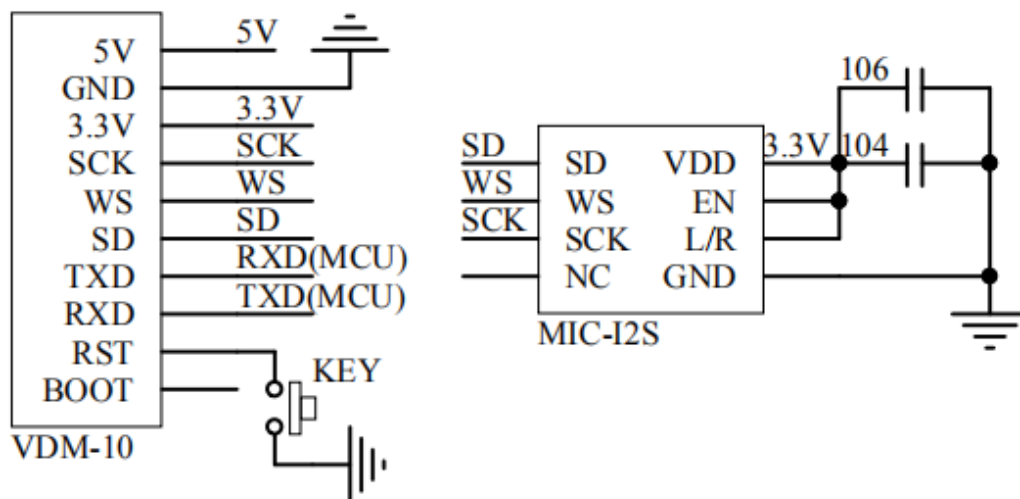 5V 5V
GND
3.3V 3.3V
SCK SCK
WS WS
SD SD
TXD RXD(MCU)
RXD TXD(MCU)
RST
KEY
BOOT
VDM-10
106
SD SD VDD 3.3V 104
WS WS EN
SCK SCK L/R
NC GND
MIC-I2S